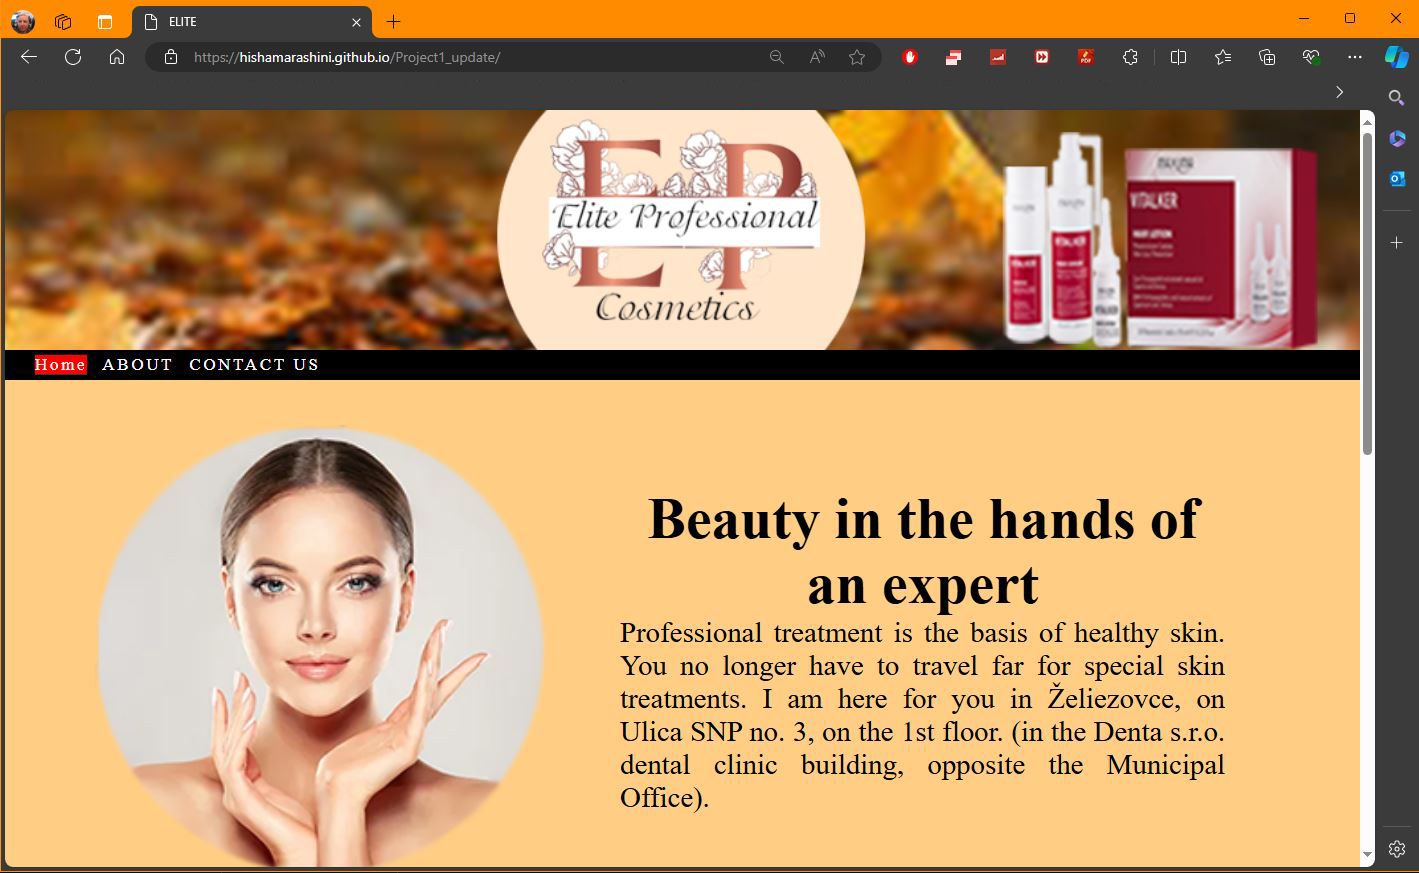 ELITE
https://hishamarashini.github.io/Project1_update/
Elite Professional
EP
Cosmetics
VITALKER
HAIR LOTION
Home ABOUT CONTACT US
Beauty in the hands of
an expert
Professional treatment is the basis of healthy skin.
You no longer have to travel far for special skin
treatments. I am here for you in Želiezovce, on
Ulica SNP no. 3, on the 1st floor. (in the Denta s.r.o.
dental clinic building, opposite the Municipal
Office).